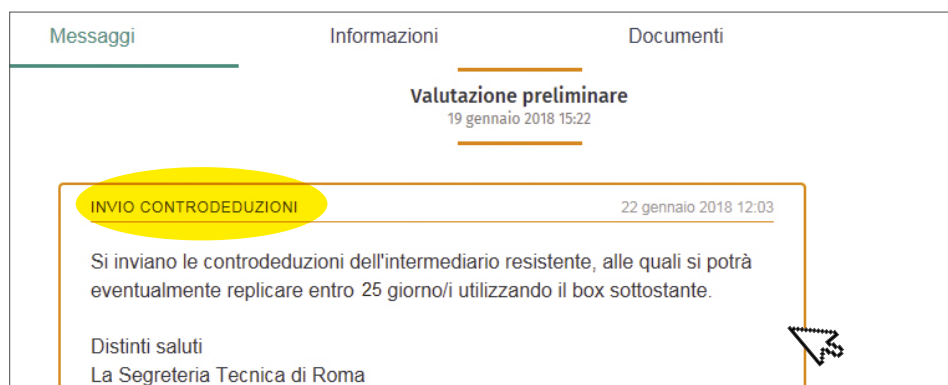 Messaggi Informazioni Documenti
Valutazione preliminare
19 gennaio 2018 15:22
INVIO CONTRODEDUZIONI 22 gennaio 2018 12:03
Si inviano le controdeduzioni dell'intermediario resistente, alle quali si potrà
eventualmente replicare entro 25 giorno/i utilizzando il box sottostante.
Distinti saluti
La Segreteria Tecnica di Roma